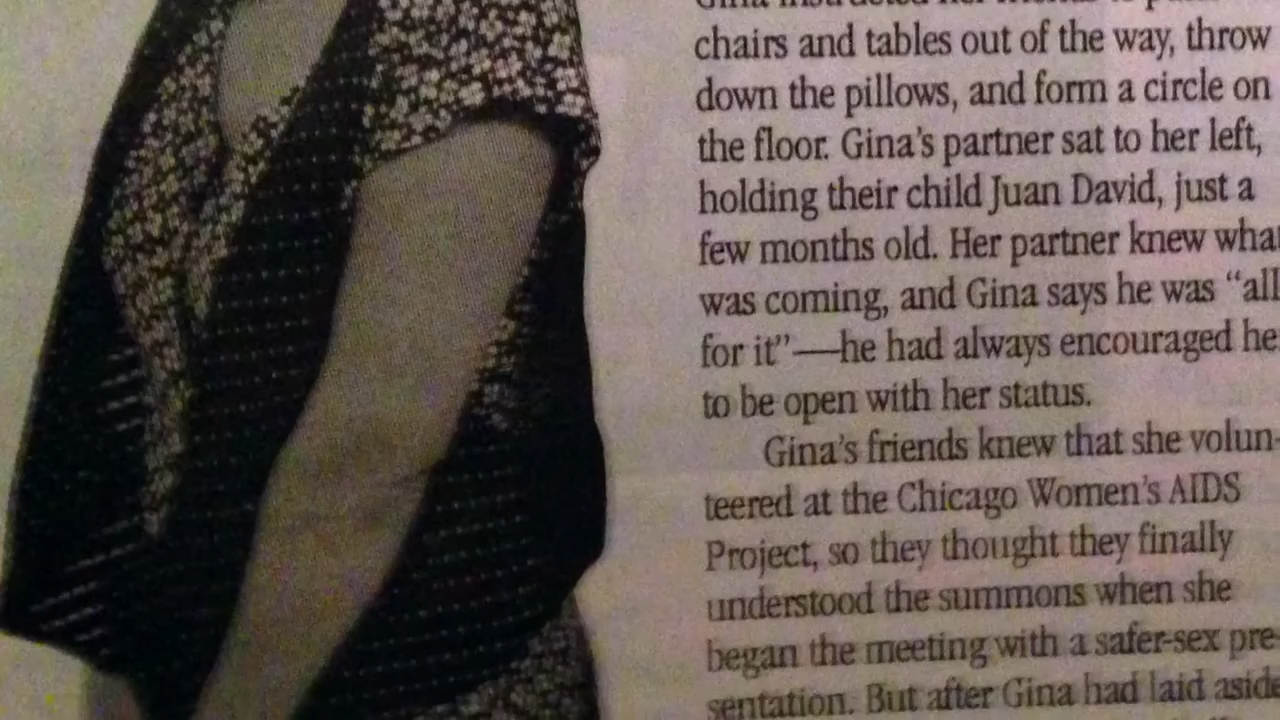 chairs and tables out of the way, throw
down the pillows, and form a circle on
the floor. Gina's partner sat to her left,
holding their child Juan David, just a
few months old. Her partner knew wha
was coming, and Gina says he was “all
for it”—he had always encouraged he
to be open with her status.
Gina's friends knew that she volun-
teered at the Chicago Women's AIDS
Project, so they thought they finally
understood the summons when she
began the meeting with a safer-sex pre-
sentation. But after Gina had laid aside